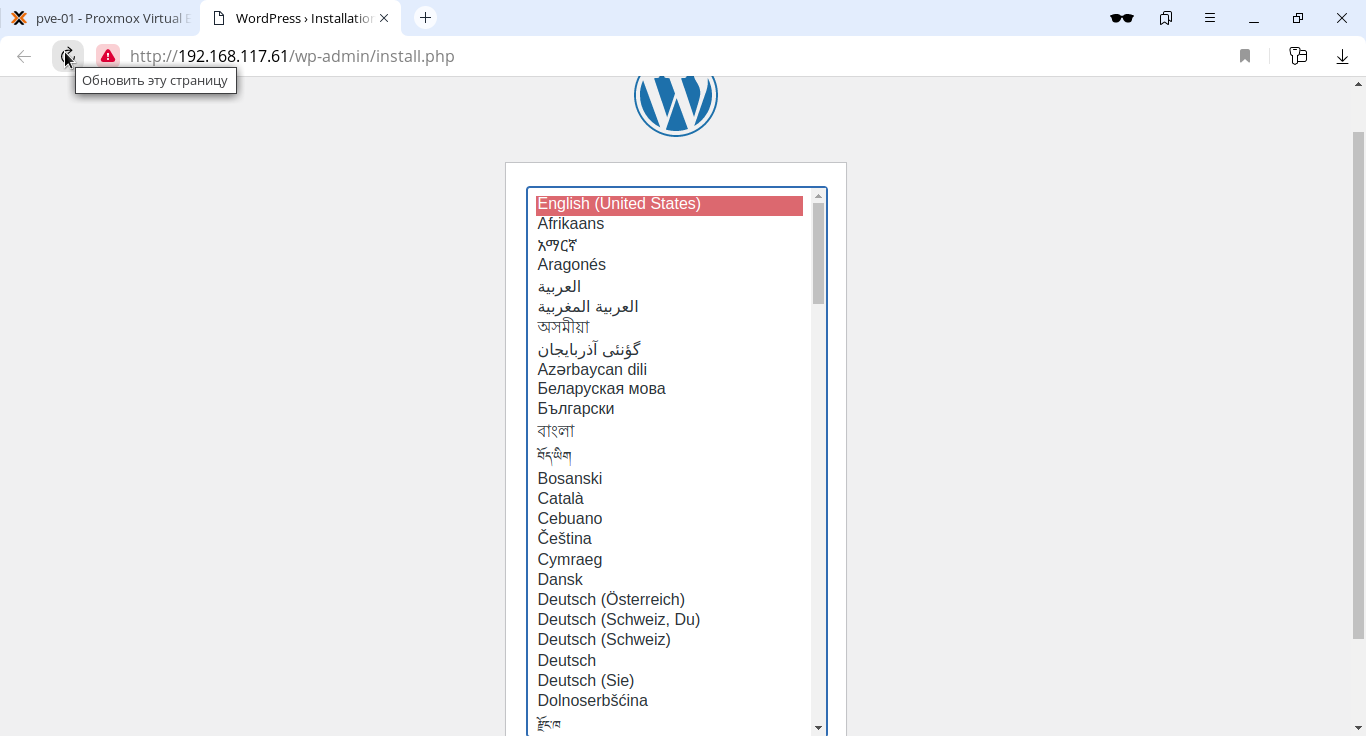 pve-01 - Proxmox Virtual E
WordPress › Installation
http://192.168.117.61/wp-admin/install.php
Обновить эту страницу
English (United States)
Afrikaans
አማርኛ
Aragonés
العربية
العربية المغربية
অসমীয়া
گؤنئی آذربایجان
Azərbaycan dili
Беларуская мова
Български
বাংলা
བོད་ཡིག
Bosanski
Català
Cebuano
Čeština
Cymraeg
Dansk
Deutsch (Österreich)
Deutsch (Schweiz, Du)
Deutsch (Schweiz)
Deutsch
Deutsch (Sie)
Dolnoserbšćina
རྫོང་ཁ